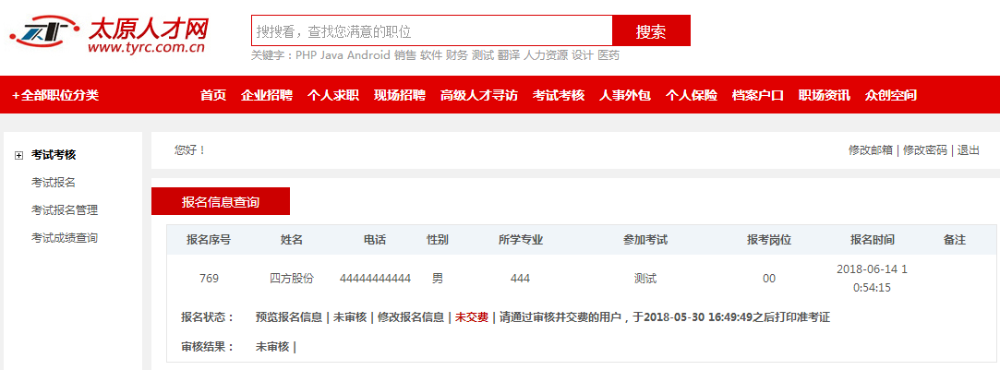 太原人才网
www.tyrc.com.cn
搜搜看，查找您满意的职位
搜索
关键字：PHP Java Android 销售 软件 财务 测试 翻译 人力资源 设计 医药
+全部职位分类 首页 企业招聘 个人求职 现场招聘 高级人才寻访 考试考核 人事外包 个人保险 档案户口 职场资讯 众创空间
考试考核
考试报名
考试报名管理
考试成绩查询
您好！
修改邮箱 | 修改密码 | 退出
报名信息查询
报名序号 姓名 电话 性别 所学专业 参加考试 报考岗位 报名时间 备注
769 四方股份 44444444444 男 444 测试 00 2018-06-14 1
0:54:15
报名状态： 预览报名信息 | 未审核 | 修改报名信息 | 未交费 | 请通过审核并交费的用户，于2018-05-30 16:49:49之后打印准考证
审核结果： 未审核 |